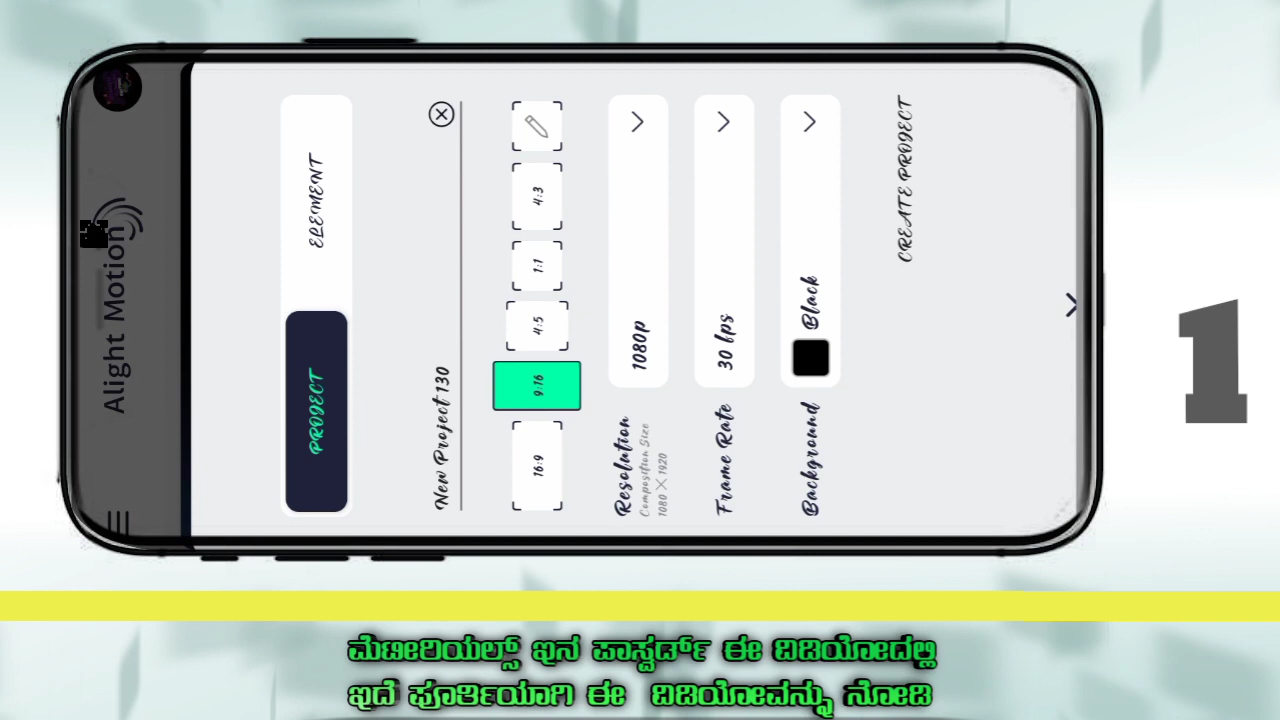 Alight Motion
PROJECT
ELEMENT
New Project 130
16:9
9:16
4:5
1:1
4:3
Resolution
Composition Size
1080 X 1920
1080p
Frame Rate
30 fps
Background
Black
CREATE PROJECT
1
ಮೆಟೀರಿಯಲ್ಸ್ ಇನ ಪಾಸ್ವರ್ಡ್ ಈ ವಿಡಿಯೋದಲ್ಲಿ
ಇದೆ ಪೂರ್ತಿಯಾಗಿ ಈ ವಿಡಿಯೋವನ್ನು ನೋಡಿ